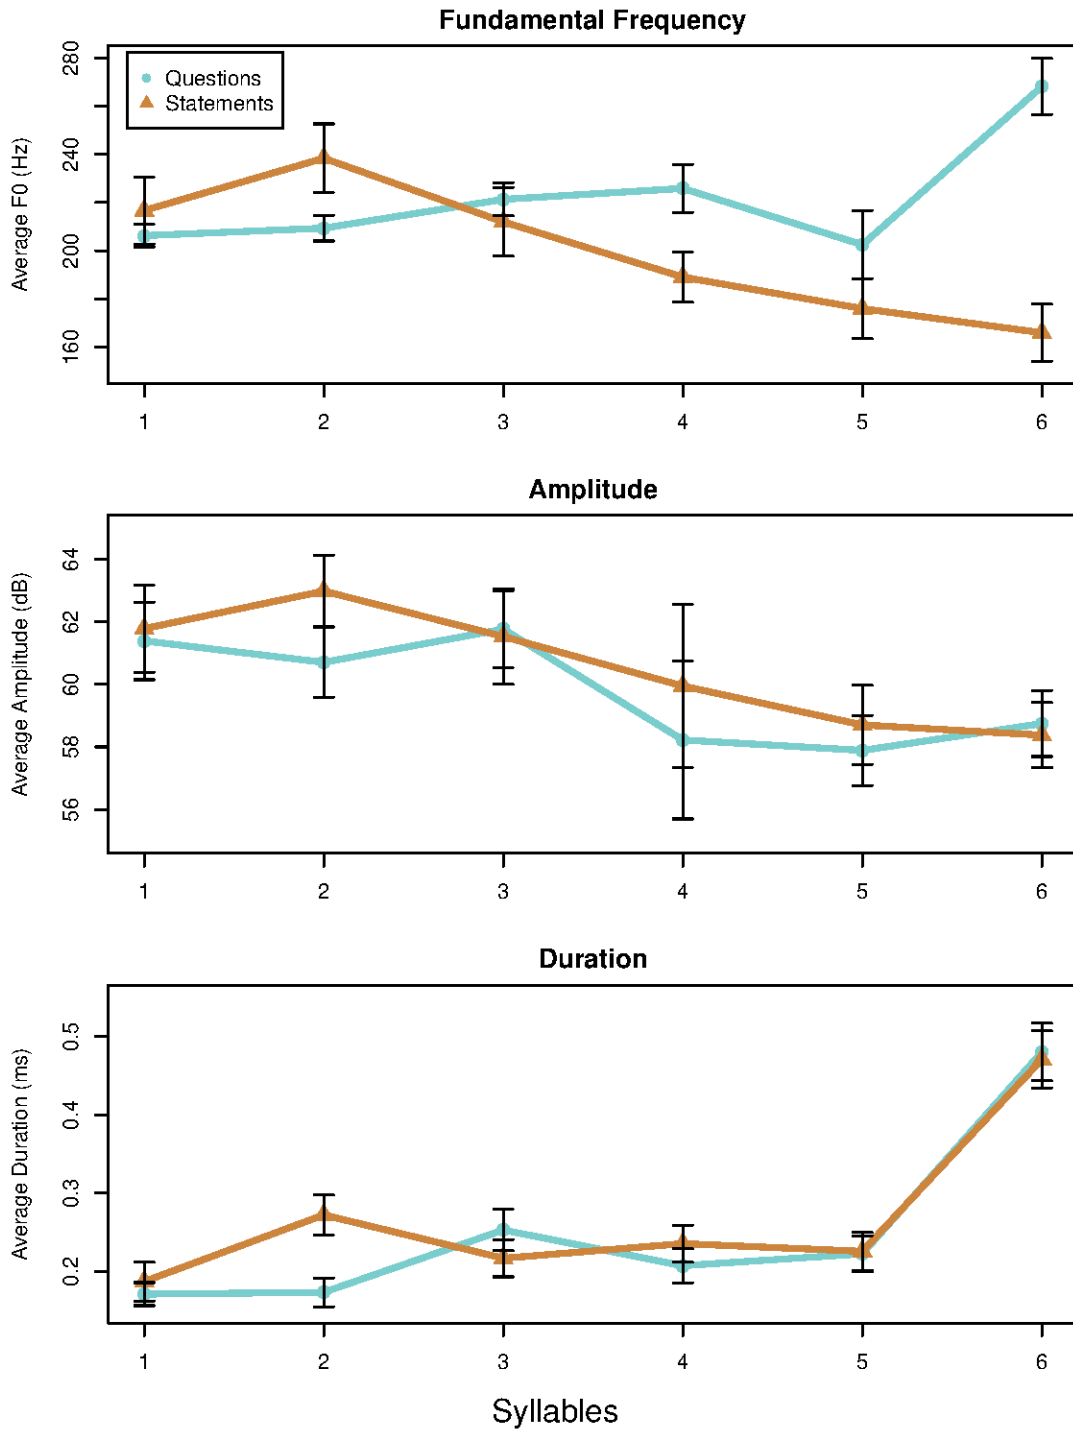 Fundamental Frequency
Questions
Statements
Average F0 (Hz)
280
240
200
160
1 2 3 4 5 6
Amplitude
Average Amplitude (dB)
64
62
60
58
56
1 2 3 4 5 6
Duration
Average Duration (ms)
0.5
0.4
0.3
0.2
1 2 3 4 5 6
Syllables